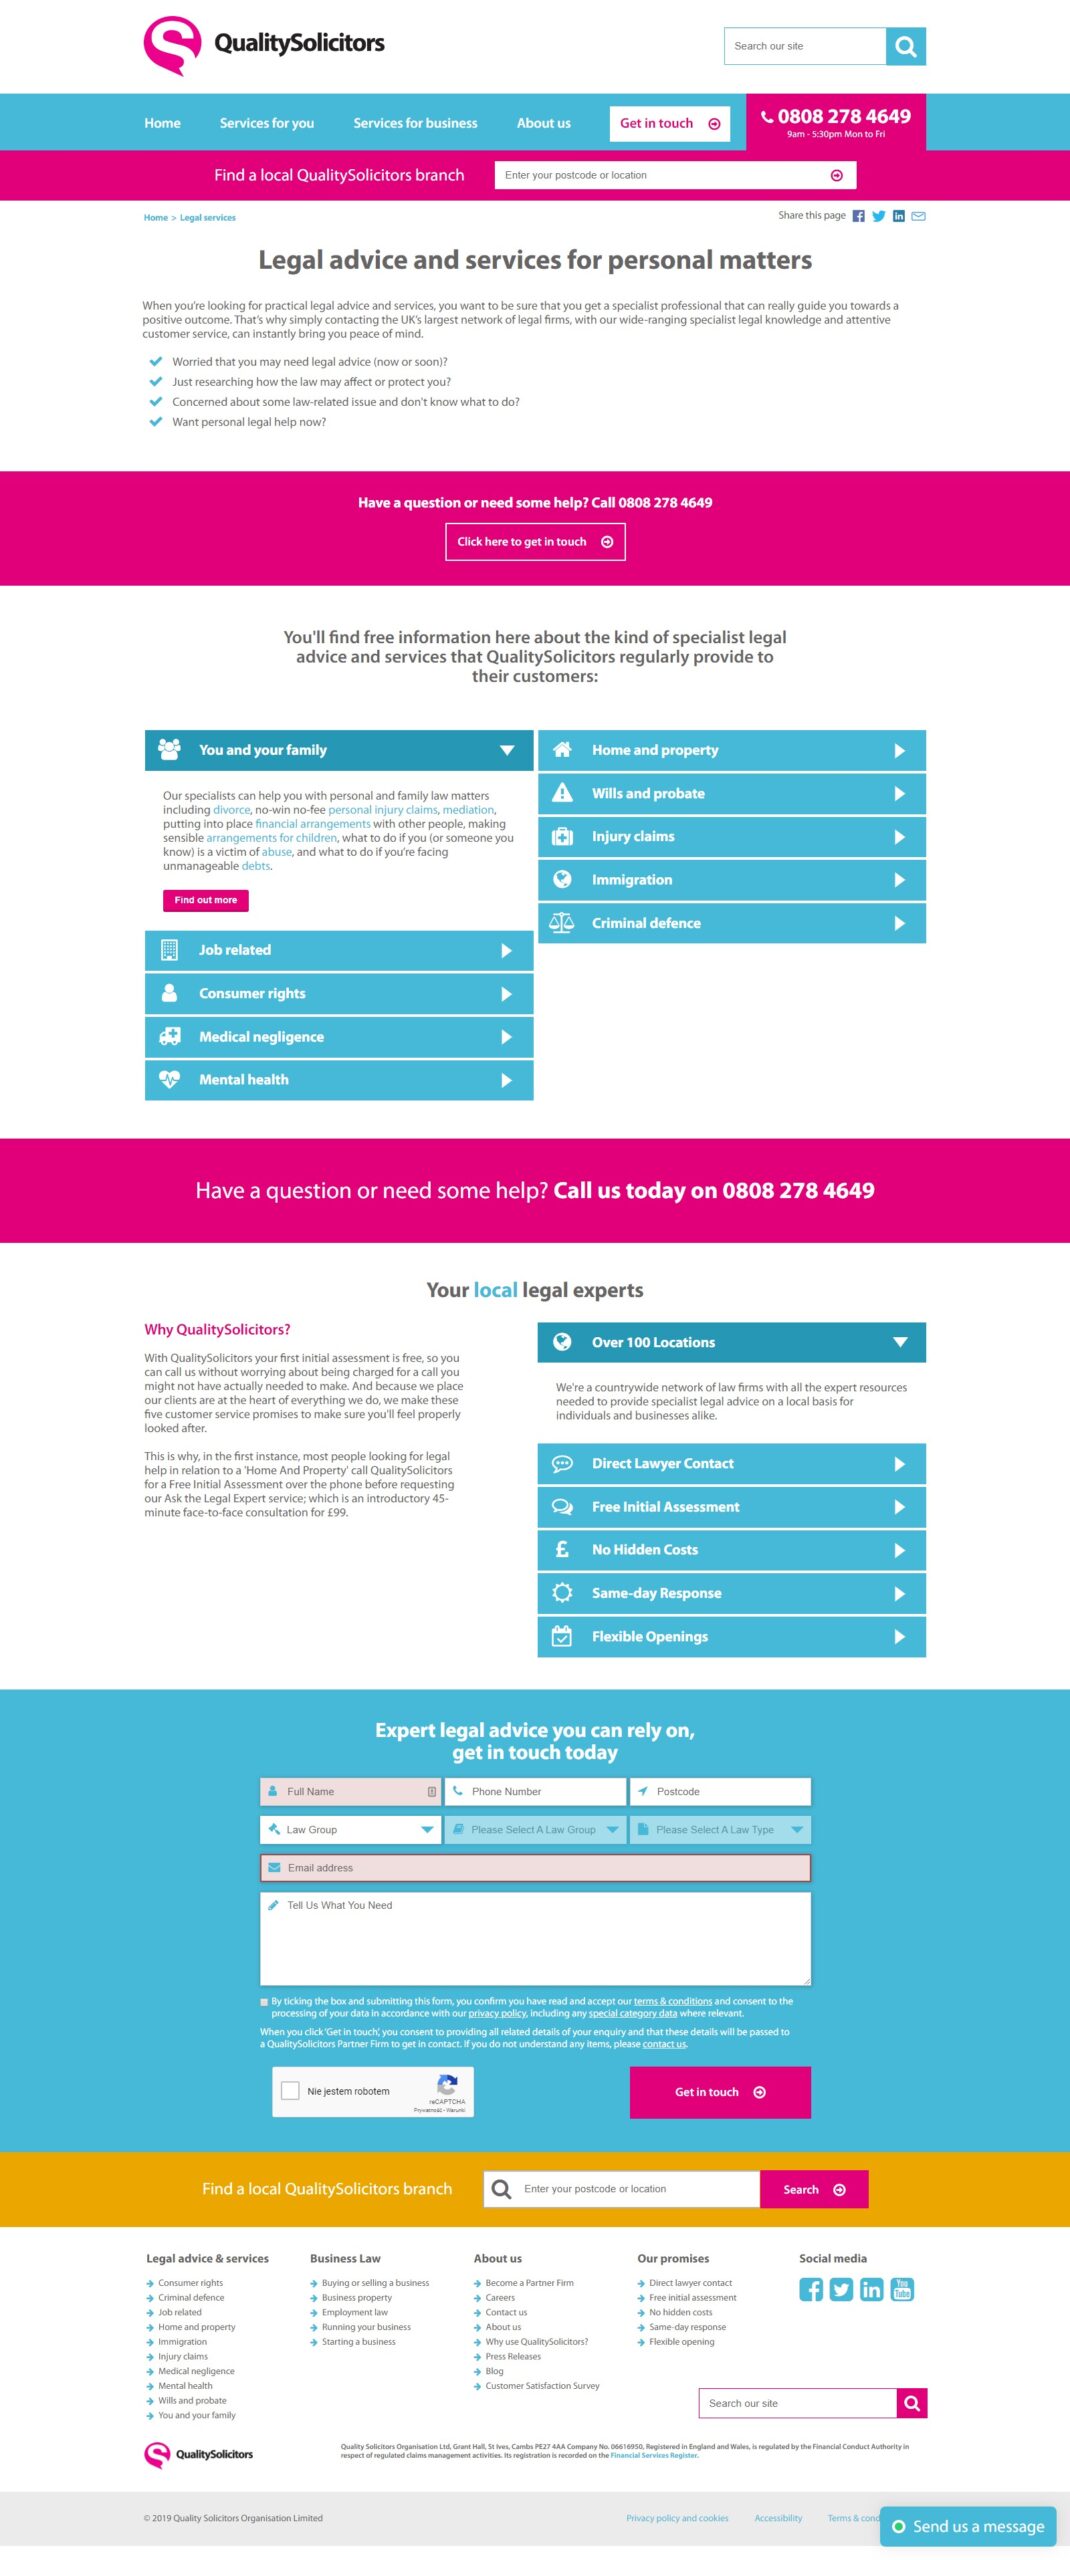 QualitySolicitors
Search our site
Home
Services for you
Services for business
About us
Get in touch
0808 278 4649
9am - 5:30pm Mon to Fri
Find a local QualitySolicitors branch
Enter your postcode or location
Home > Legal services
Share this page
Legal advice and services for personal matters
When you're looking for practical legal advice and services, you want to be sure that you get a specialist professional that can really guide you towards a
positive outcome. That's why simply contacting the UK's largest network of legal firms, with our wide-ranging specialist legal knowledge and attentive
customer service, can instantly bring you peace of mind.
Worried that you may need legal advice (now or soon)?
Just researching how the law may affect or protect you?
Concerned about some law-related issue and don't know what to do?
Want personal legal help now?
Have a question or need some help? Call 0808 278 4649
Click here to get in touch
You'll find free information here about the kind of specialist legal
advice and services that QualitySolicitors regularly provide to
their customers:
You and your family
Our specialists can help you with personal and family law matters
including divorce, no-win no-fee personal injury claims, mediation,
putting into place financial arrangements with other people, making
sensible arrangements for children, what to do if you (or someone you
know) is a victim of abuse, and what to do if you're facing
unmanageable debts.
Find out more
Job related
Consumer rights
Medical negligence
Mental health
Home and property
Wills and probate
Injury claims
Immigration
Criminal defence
Have a question or need some help? Call us today on 0808 278 4649
Your local legal experts
Why QualitySolicitors?
With QualitySolicitors your first initial assessment is free, so you
can call us without worrying about being charged for a call you
might not have actually needed to make. And because we place
our clients are at the heart of everything we do, we make these
five customer service promises to make sure you'll feel properly
looked after.
This is why, in the first instance, most people looking for legal
help in relation to a 'Home And Property' call QualitySolicitors
for a Free Initial Assessment over the phone before requesting
our Ask the Legal Expert service; which is an introductory 45-
minute face-to-face consultation for £99.
Over 100 Locations
We're a countrywide network of law firms with all the expert resources
needed to provide specialist legal advice on a local basis for
individuals and businesses alike.
Direct Lawyer Contact
Free Initial Assessment
No Hidden Costs
Same-day Response
Flexible Openings
Expert legal advice you can rely on,
get in touch today
Full Name
Phone Number
Postcode
Law Group
Please Select A Law Group
Please Select A Law Type
Email address
Tell Us What You Need
By ticking the box and submitting this form, you confirm you have read and accept our terms & conditions and consent to the
processing of your data in accordance with our privacy policy, including any special category data where relevant.
When you click 'Get in touch', you consent to providing all related details of your enquiry and that these details will be passed to
a QualitySolicitors Partner Firm to get in contact. If you do not understand any items, please contact us.
Nie jestem robotem
reCAPTCHA
Prywatność - Warunki
Get in touch
Find a local QualitySolicitors branch
Enter your postcode or location
Search
Legal advice & services
Consumer rights
Criminal defence
Job related
Home and property
Immigration
Injury claims
Medical negligence
Mental health
Wills and probate
You and your family
Business Law
Buying or selling a business
Business property
Employment law
Running your business
Starting a business
About us
Become a Partner Firm
Careers
Contact us
About us
Why use QualitySolicitors?
Press Releases
Blog
Customer Satisfaction Survey
Our promises
Direct lawyer contact
Free initial assessment
No hidden costs
Same-day response
Flexible opening
Social media
You
Tube
Search our site
QualitySolicitors
Quality Solicitors Organisation Ltd, Grant Hall, St Ives, Cambs PE27 4AA Company No. 06616950, Registered in England and Wales, is regulated by the Financial Conduct Authority in
respect of regulated claims management activities. Its registration is recorded on the Financial Services Register.
© 2019 Quality Solicitors Organisation Limited
Privacy policy and cookies
Accessibility
Terms & cond
Send us a message